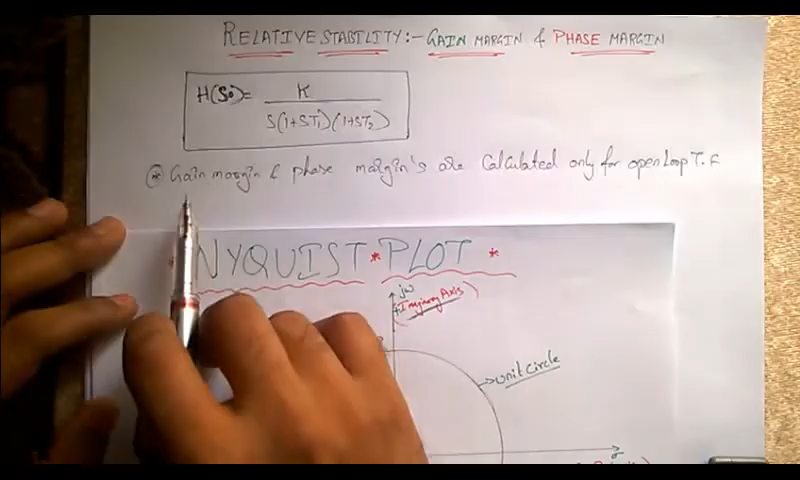 RELATIVE STABILITY:- GAIN MARGIN & PHASE MARGIN
H(S) = K / S(1+ST1)(1+ST2)
* Gain margin & phase margin's are Calculated only for open Loop T.F
* NYQUIST * PLOT *
jω
(Imaginary Axis)
→ unit circle
σ